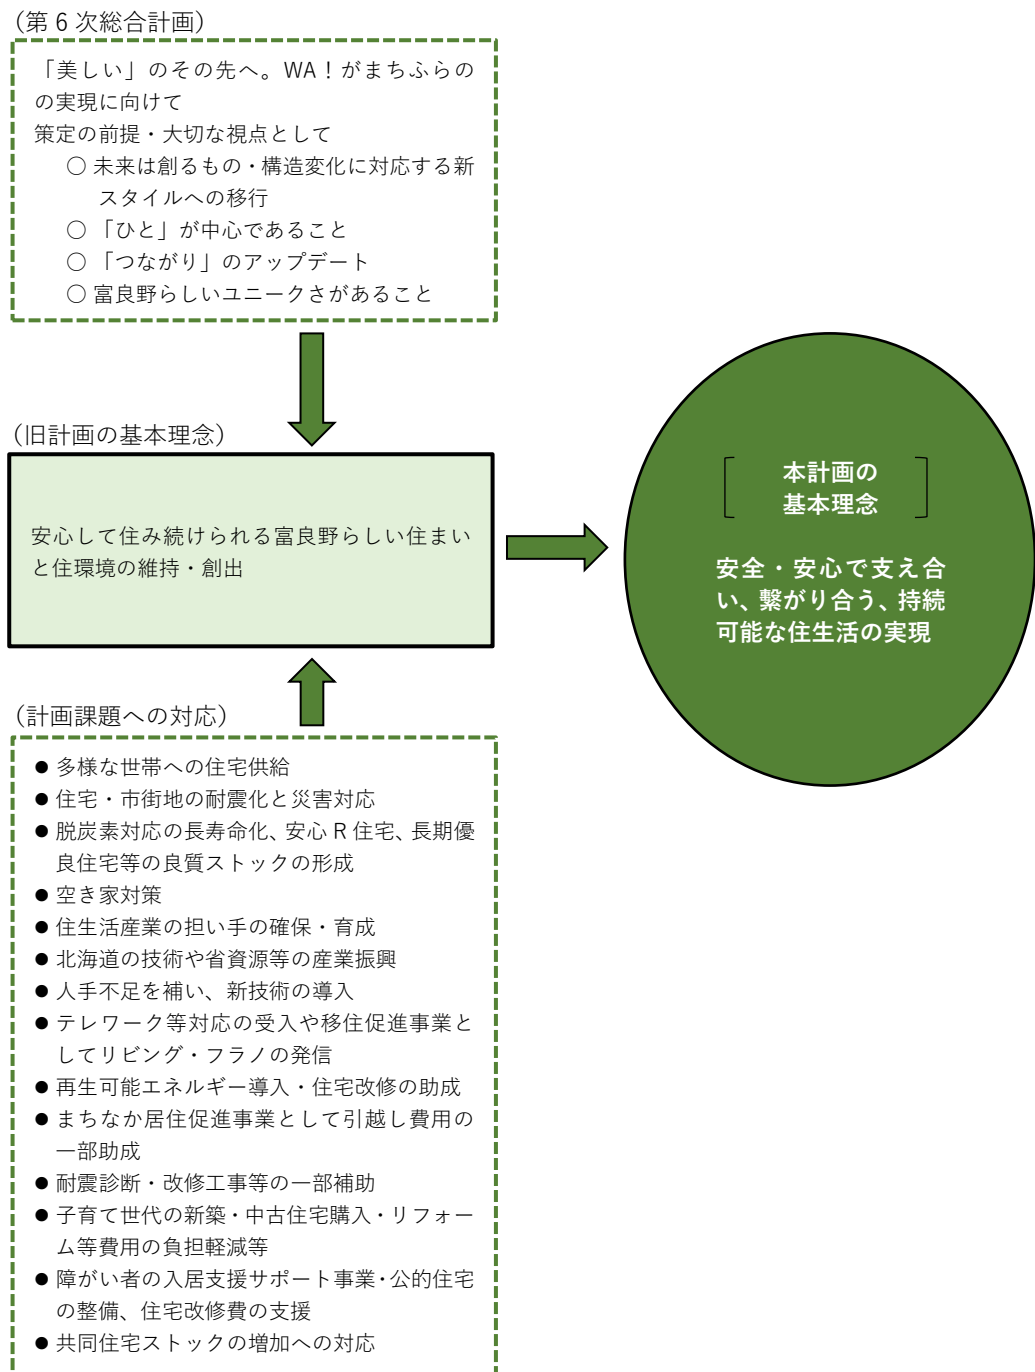 （第 6 次総合計画）
「美しい」のその先へ。WA！がまちふらの
の実現に向けて
策定の前提・大切な視点として
○ 未来は創るもの・構造変化に対応する新
スタイルへの移行
○ 「ひと」が中心であること
○ 「つながり」のアップデート
○ 富良野らしいユニークさがあること
（旧計画の基本理念）
安心して住み続けられる富良野らしい住まい
と住環境の維持・創出
本計画の
基本理念
安全・安心で支え合
い、繋がり合う、持続
可能な住生活の実現
（計画課題への対応）
● 多様な世帯への住宅供給
● 住宅・市街地の耐震化と災害対応
● 脱炭素対応の長寿命化、安心 R 住宅、長期優
良住宅等の良質ストックの形成
● 空き家対策
● 住生活産業の担い手の確保・育成
● 北海道の技術や省資源等の産業振興
● 人手不足を補い、新技術の導入
● テレワーク等対応の受入や移住促進事業と
してリビング・フラノの発信
● 再生可能エネルギー導入・住宅改修の助成
● まちなか居住促進事業として引越し費用の
一部助成
● 耐震診断・改修工事等の一部補助
● 子育て世代の新築・中古住宅購入・リフォー
ム等費用の負担軽減等
● 障がい者の入居支援サポート事業・公的住宅
の整備、住宅改修費の支援
● 共同住宅ストックの増加への対応